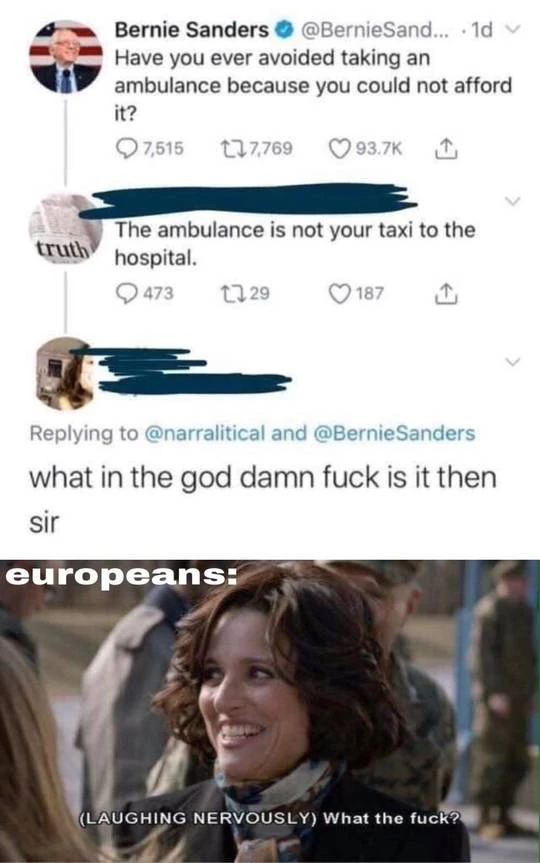 Bernie Sanders @BernieSand... · 1d
Have you ever avoided taking an
ambulance because you could not afford
it?
7,515 7,769 93.7K
truth
The ambulance is not your taxi to the
hospital.
473 29 187
Replying to @narralitical and @BernieSanders
what in the god damn fuck is it then
sir
europeans:
(LAUGHING NERVOUSLY) What the fuck?